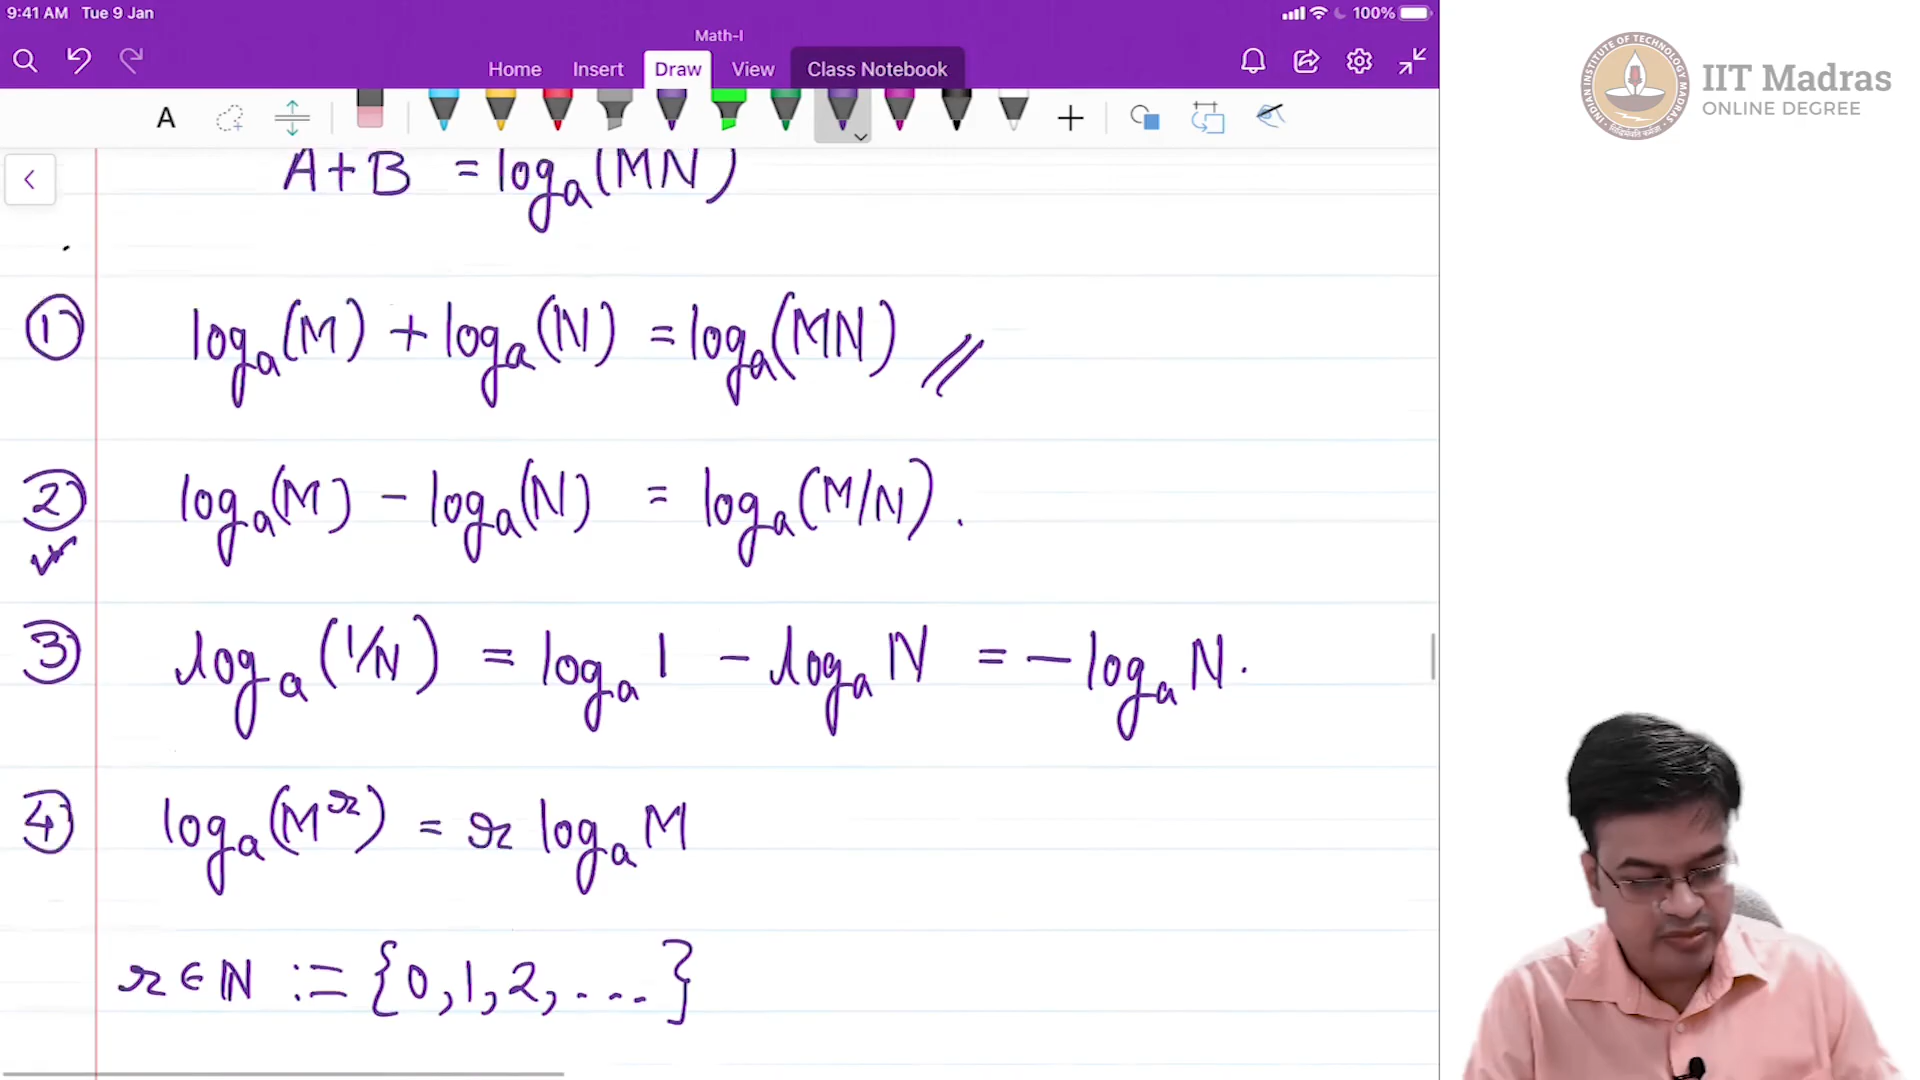 9:41 AM Tue 9 Jan
100%
Math-I
Home Insert Draw View Class Notebook
IIT Madras
ONLINE DEGREE
A
A+B = logₐ(MN)
① logₐ(M) + logₐ(N) = logₐ(MN) //
② logₐ(M) - logₐ(N) = logₐ(M/N).
③ logₐ(1/N) = logₐ 1 - logₐ N = - logₐ N.
④ logₐ(Mʳ) = r logₐ M
r ∈ ℕ := {0, 1, 2, ....}